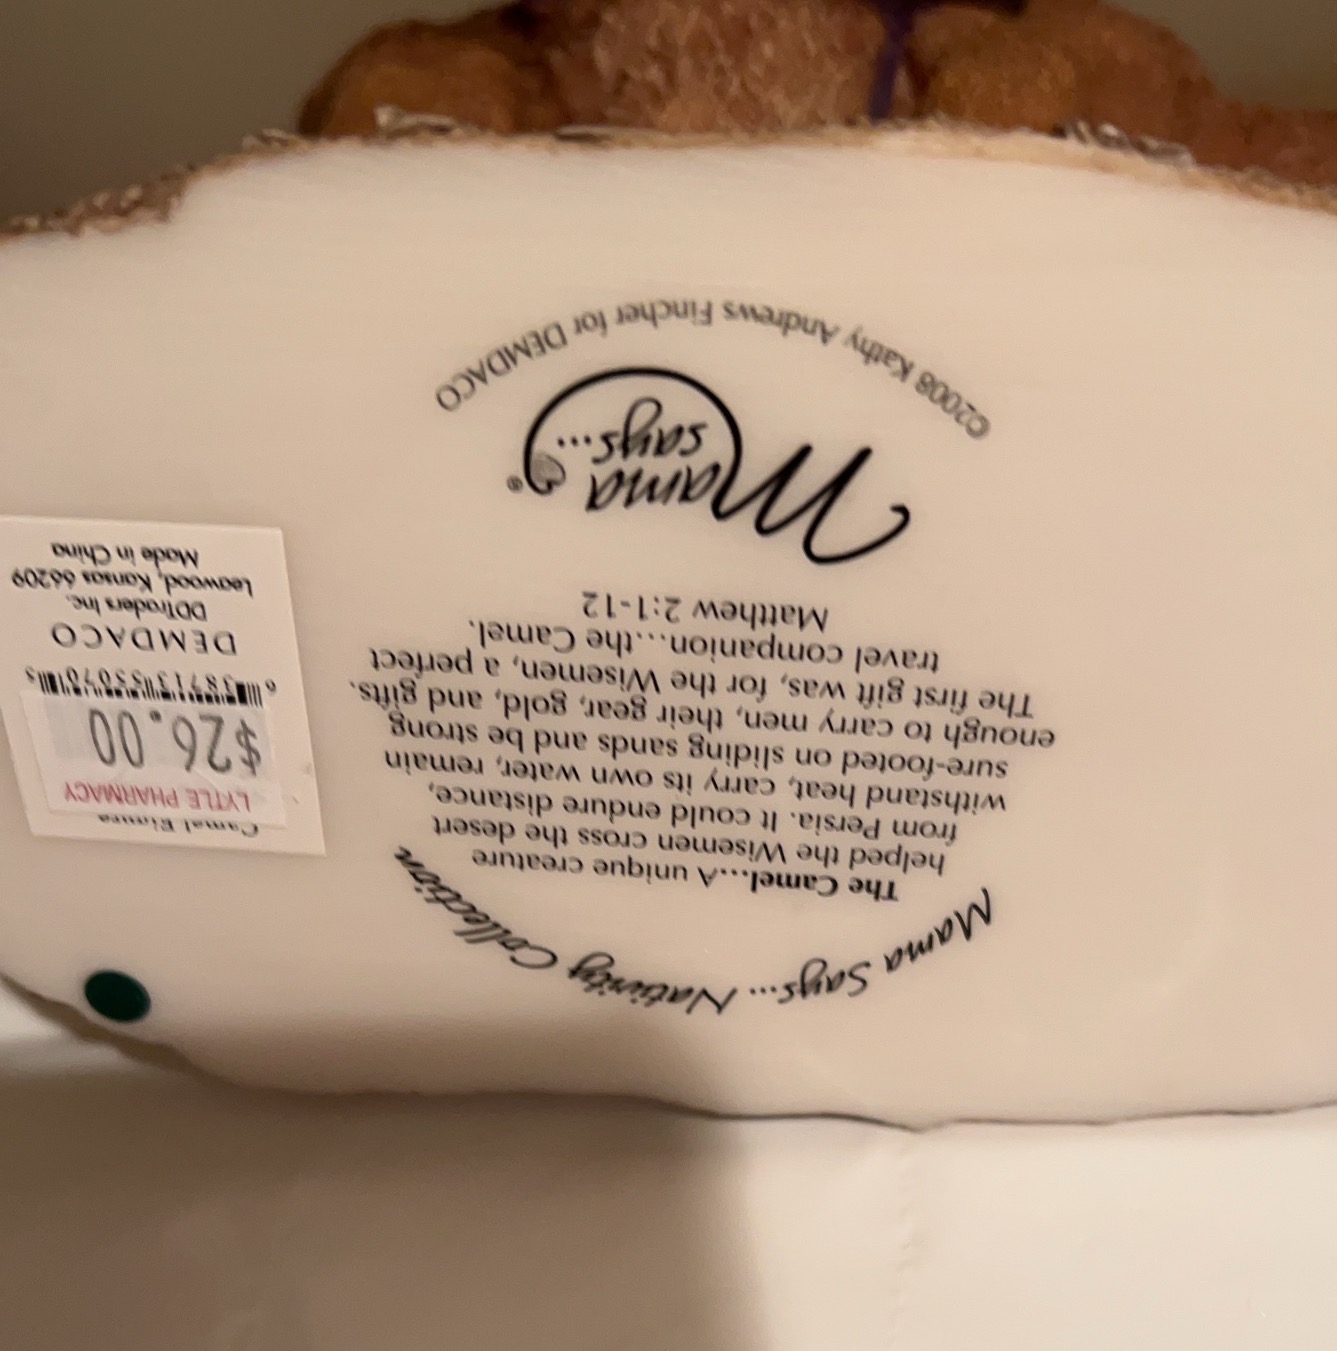 Mama Says... Nativity Collection
The Camel...A unique creature
helped the Wisemen cross the desert
from Persia. It could endure distance,
withstand heat, carry its own water, remain
sure-footed on sliding sands and be strong
enough to carry men, their gear, gold, and gifts.
The first gift was, for the Wisemen, a perfect
travel companion...the Camel.
Matthew 2:1-12
Mama
says...®
©2008 Kathy Andrews Fincher for DEMDACO
Camel Figure
LYTLE PHARMACY
$26.00
6 38713 55070 5
DEMDACO
DDTraders Inc.
Leawood, Kansas 66209
Made in China